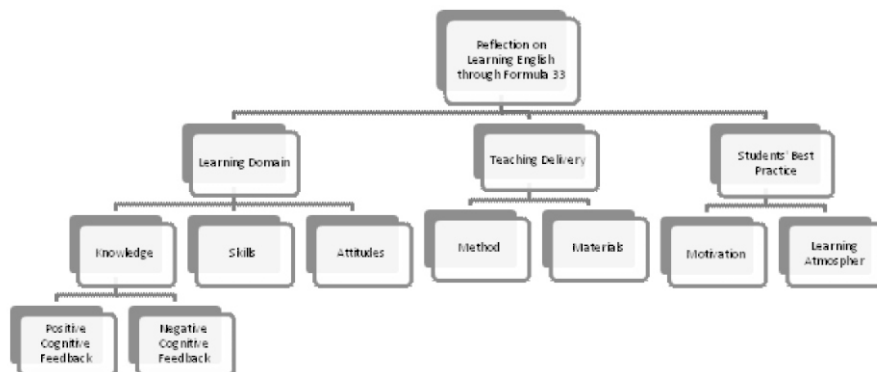 Reflection on
Learning English
through Formula 33
Learning Domain
Teaching Delivery
Students' Best
Practice
Knowledge
Skills
Attitudes
Method
Materials
Motivation
Learning
Atmospher
Positive
Cognitive
Feedback
Negative
Cognitive
Feedback